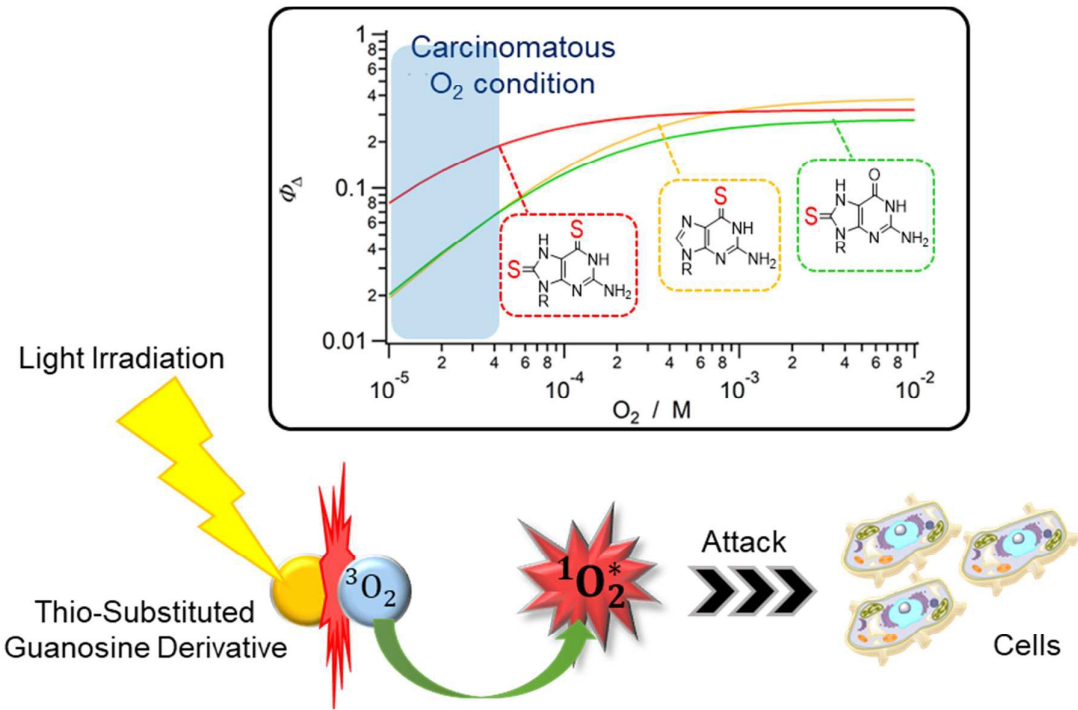 1
8
6
4
2
0.1
8
6
4
2
0.01
Φ_Δ
Carcinomatous
O₂ condition
10⁻⁵
2
4
6
8
10⁻⁴
2
4
6
8
10⁻³
2
4
6
8
10⁻²
O₂ / M
S
S
H
N
NH
N
R
N
NH₂
S
N
NH
N
R
N
NH₂
O
S
H
N
NH
N
R
N
NH₂
Light Irradiation
Thio-Substituted
Guanosine Derivative
³O₂
¹O₂*
Attack
Cells